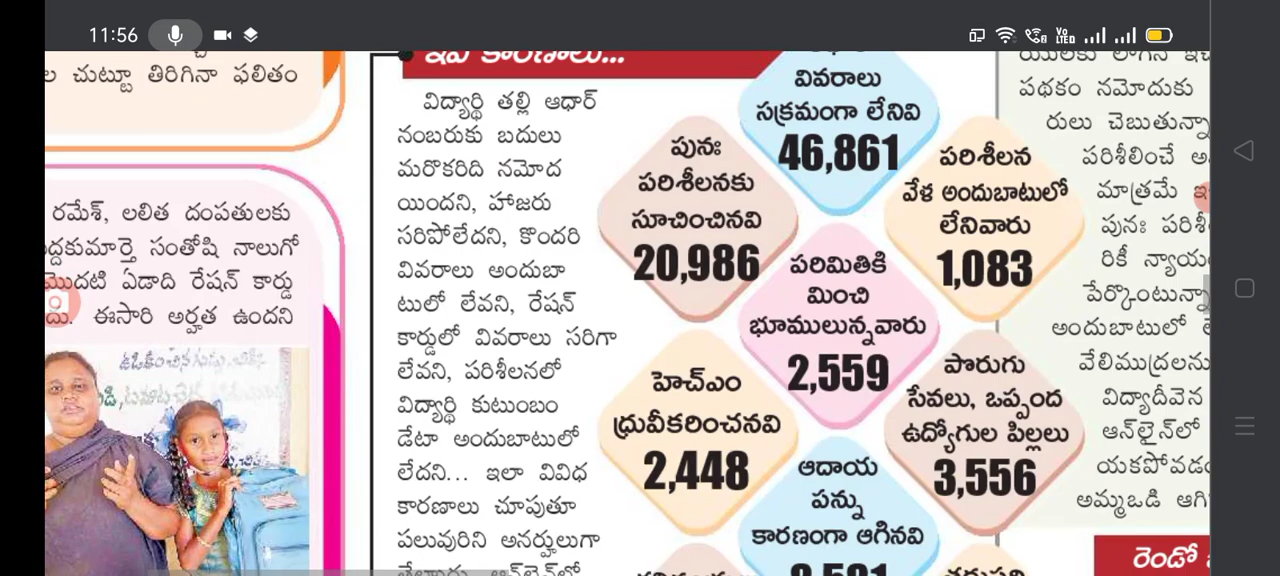 11:56
ల చుట్టూ తిరిగినా ఫలితం
రమేశ్, లలిత దంపతులకు
ద్దకుమార్తె సంతోషి నాలుగో
మొదటి ఏడాది రేషన్ కార్డు
దు. ఈసారి అర్హత ఉందని
ఇవీ కారణాలు...
విద్యార్థి తల్లి ఆధార్
నంబరుకు బదులు
మరొకరిది నమోద
యిందని, హాజరు
సరిపోలేదని, కొందరి
వివరాలు అందుబా
టులో లేవని, రేషన్
కార్డులో వివరాలు సరిగా
లేవని, పరిశీలనలో
విద్యార్థి కుటుంబం
డేటా అందుబాటులో
లేదని... ఇలా వివిధ
కారణాలు చూపుతూ
పలువురిని అనర్హులుగా
వివరాలు
సక్రమంగా లేనివి
46,861
పునః
పరిశీలనకు
సూచించినవి
20,986
పరిశీలన
వేళ అందుబాటులో
లేనివారు
1,083
పరిమితికి
మించి
భూములున్నవారు
2,559
హెచ్ఎం
ధ్రువీకరించనవి
2,448
పొరుగు
సేవలు, ఒప్పంద
ఉద్యోగుల పిల్లలు
3,556
ఆదాయ
పన్ను
కారణంగా ఆగినవి
పథకం నమోదుకు
రులు చెబుతున్నా
పరిశీలించే అ
మాత్రమే ఇ
పునః పరిశీ
రికీ న్యాయ
పేర్కొంటున్నా
అందుబాటులో
వేలిముద్రలను
విద్యాదీవెన
ఆన్‌లైన్‌లో
యకపోవడం
అమ్మఒడి ఆగి
రెండో